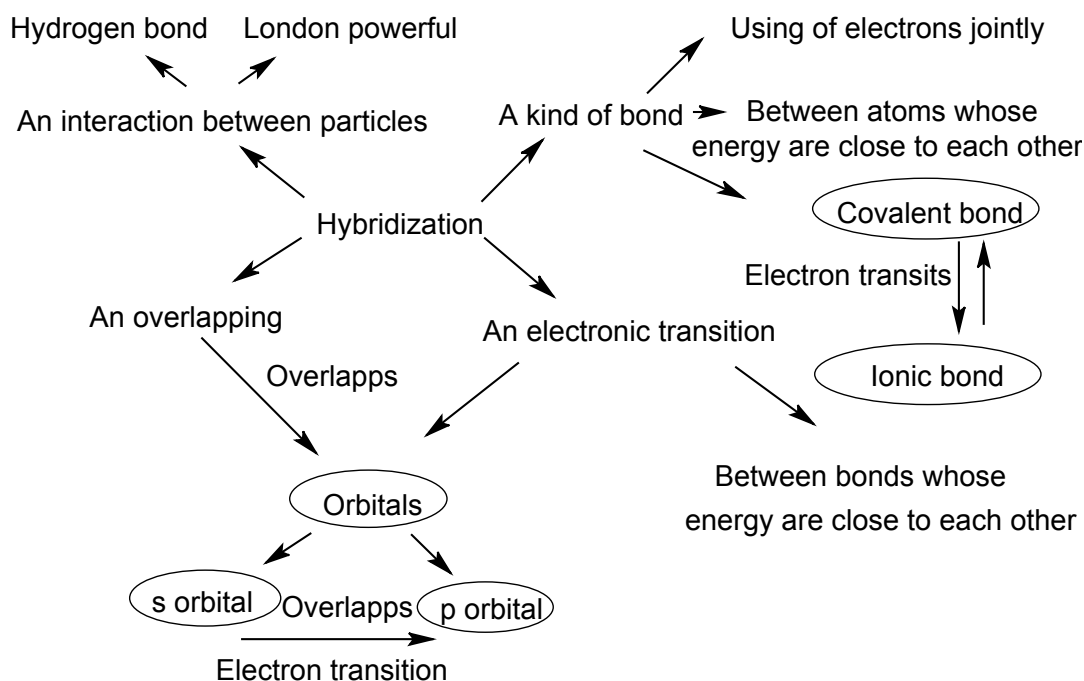 Hydrogen bond
London powerful
Using of electrons jointly
An interaction between particles
A kind of bond
Between atoms whose
energy are close to each other
Hybridization
Covalent bond
Electron transits
An overlapping
An electronic transition
Overlapps
Ionic bond
Orbitals
Between bonds whose
energy are close to each other
s orbital
Overlapps
p orbital
Electron transition